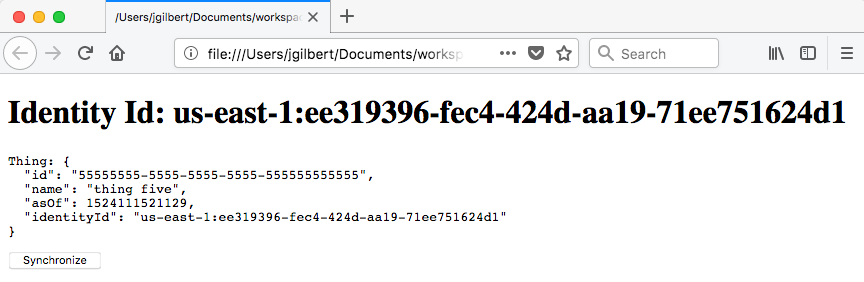 /Users/jgilbert/Documents/workspac
file:///Users/jgilbert/Documents/worksp
Search
Identity Id: us-east-1:ee319396-fec4-424d-aa19-71ee751624d1
Thing: {
  "id": "55555555-5555-5555-5555-555555555555",
  "name": "thing five",
  "asOf": 1524111521129,
  "identityId": "us-east-1:ee319396-fec4-424d-aa19-71ee751624d1"
}
Synchronize